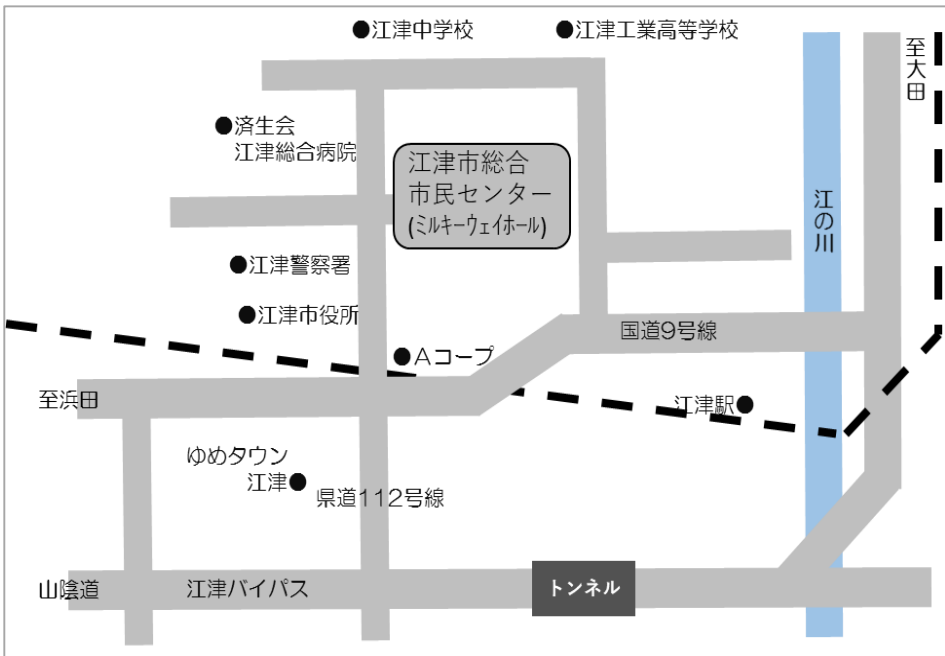 ●江津中学校
●江津工業高等学校
至大田
●済生会
江津総合病院
江津市総合
市民センター
(ミルキーウェイホール)
江の川
●江津警察署
●江津市役所
国道9号線
●Aコープ
至浜田
江津駅●
ゆめタウン
江津●
県道112号線
山陰道
江津バイパス
トンネル